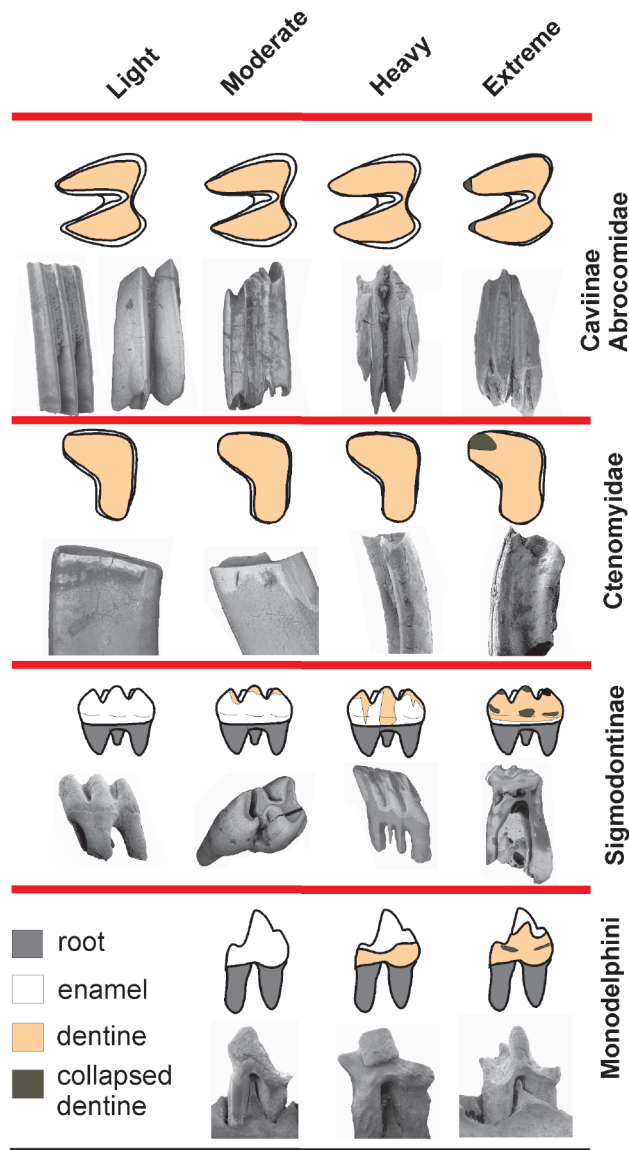 Light
Moderate
Heavy
Extreme
Caviinae
Abrocomidae
Ctenomyidae
Sigmodontinae
Monodelphini
root
enamel
dentine
collapsed
dentine